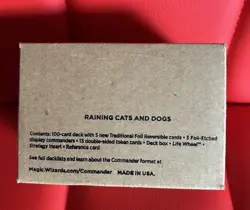 RAINING CATS AND DOGS
Contents: 100-card deck with 5 new Traditional Foil Reversible cards • 5 Foil-Etched
display commanders • 13 double-sided token cards • Deck box • Life Wheel™ •
Strategy Heart • Reference card
See full decklists and learn about the Commander format at
Magic.Wizards.com/Commander MADE IN USA.